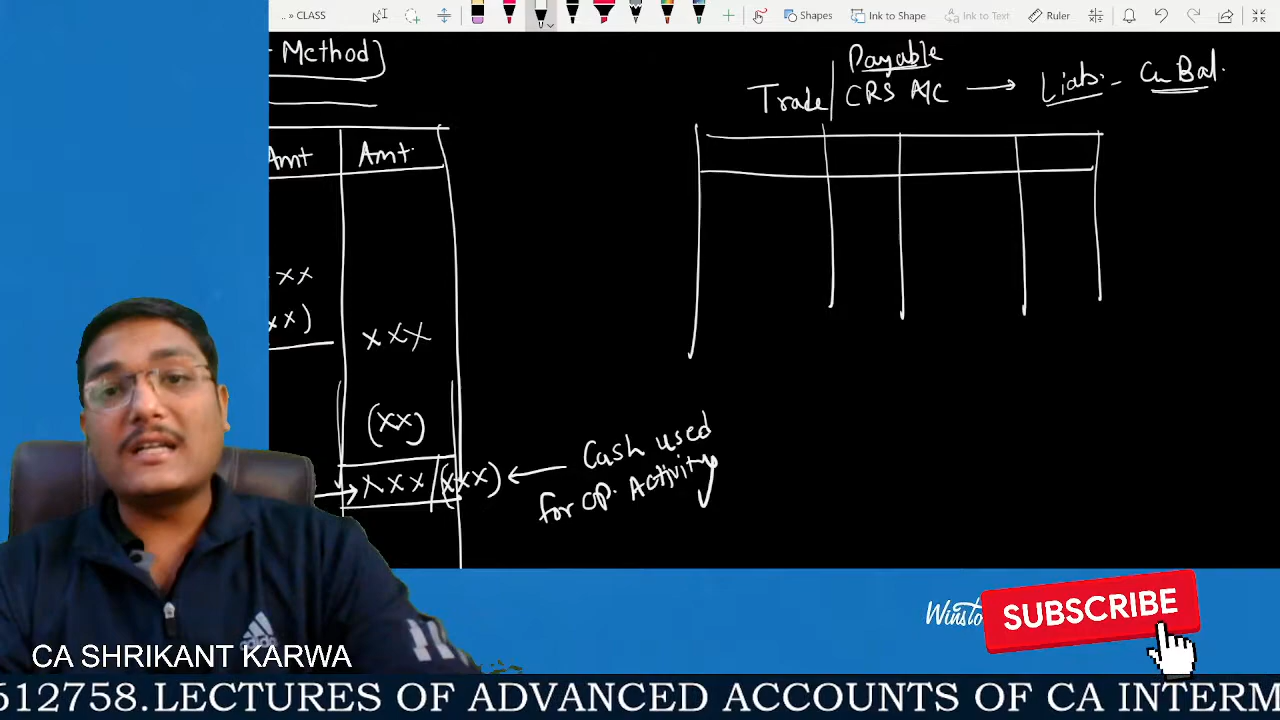 .. » CLASS
Shapes
Ink to Shape
Ink to Text
Ruler
Method]
Amt
Amt.
xx
xx)
xxx
(xx)
xxx/(xxx)
Cash used
for OP. Activity
Payable
Trade/CRS A/C → Liab. - Cr Bal.
adidas
Winsto
SUBSCRIBE
CA SHRIKANT KARWA
512758.LECTURES OF ADVANCED ACCOUNTS OF CA INTERM